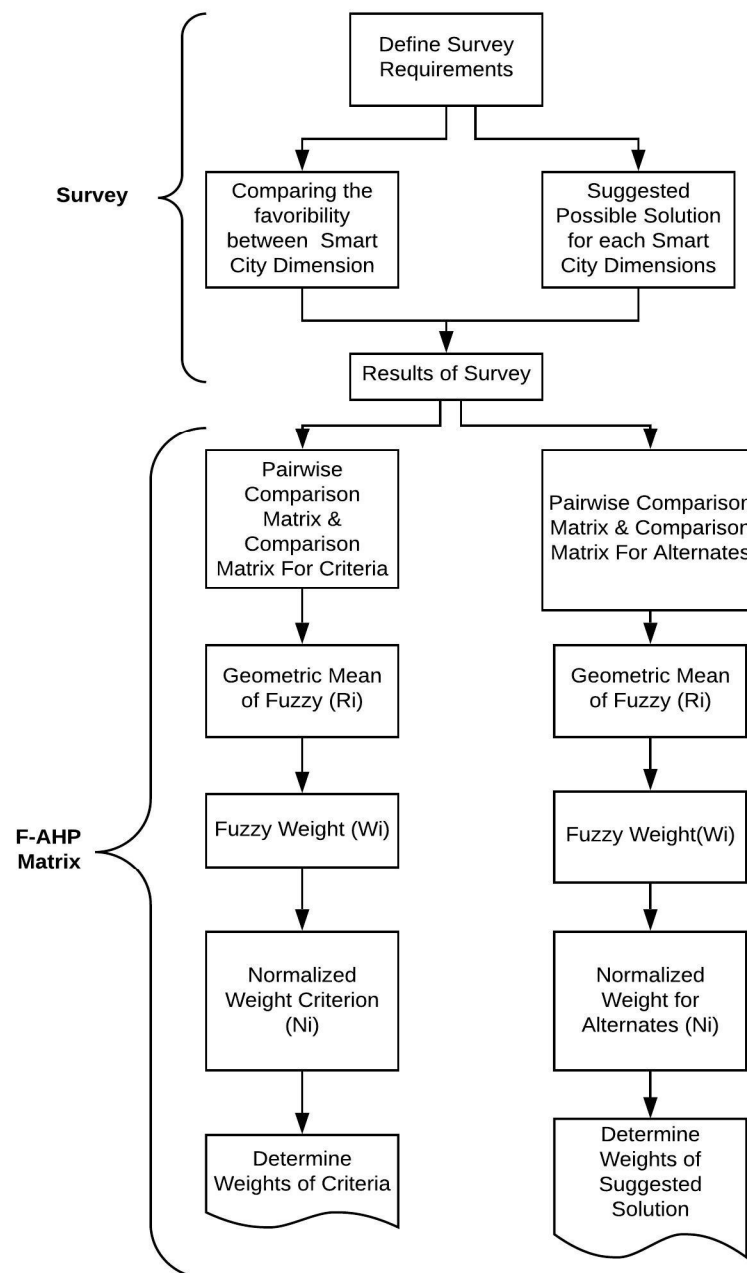 Define Survey
Requirements
Survey
Comparing the
favoribility
between Smart
City Dimension
Suggested
Possible Solution
for each Smart
City Dimensions
Results of Survey
F-AHP
Matrix
Pairwise
Comparison
Matrix &
Comparison
Matrix For Criteria
Pairwise Comparison
Matrix & Comparison
Matrix For Alternates
Geometric Mean
of Fuzzy (Ri)
Geometric Mean
of Fuzzy (Ri)
Fuzzy Weight (Wi)
Fuzzy Weight(Wi)
Normalized
Weight Criterion
(Ni)
Normalized
Weight for
Alternates (Ni)
Determine
Weights of Criteria
Determine
Weights of
Suggested
Solution